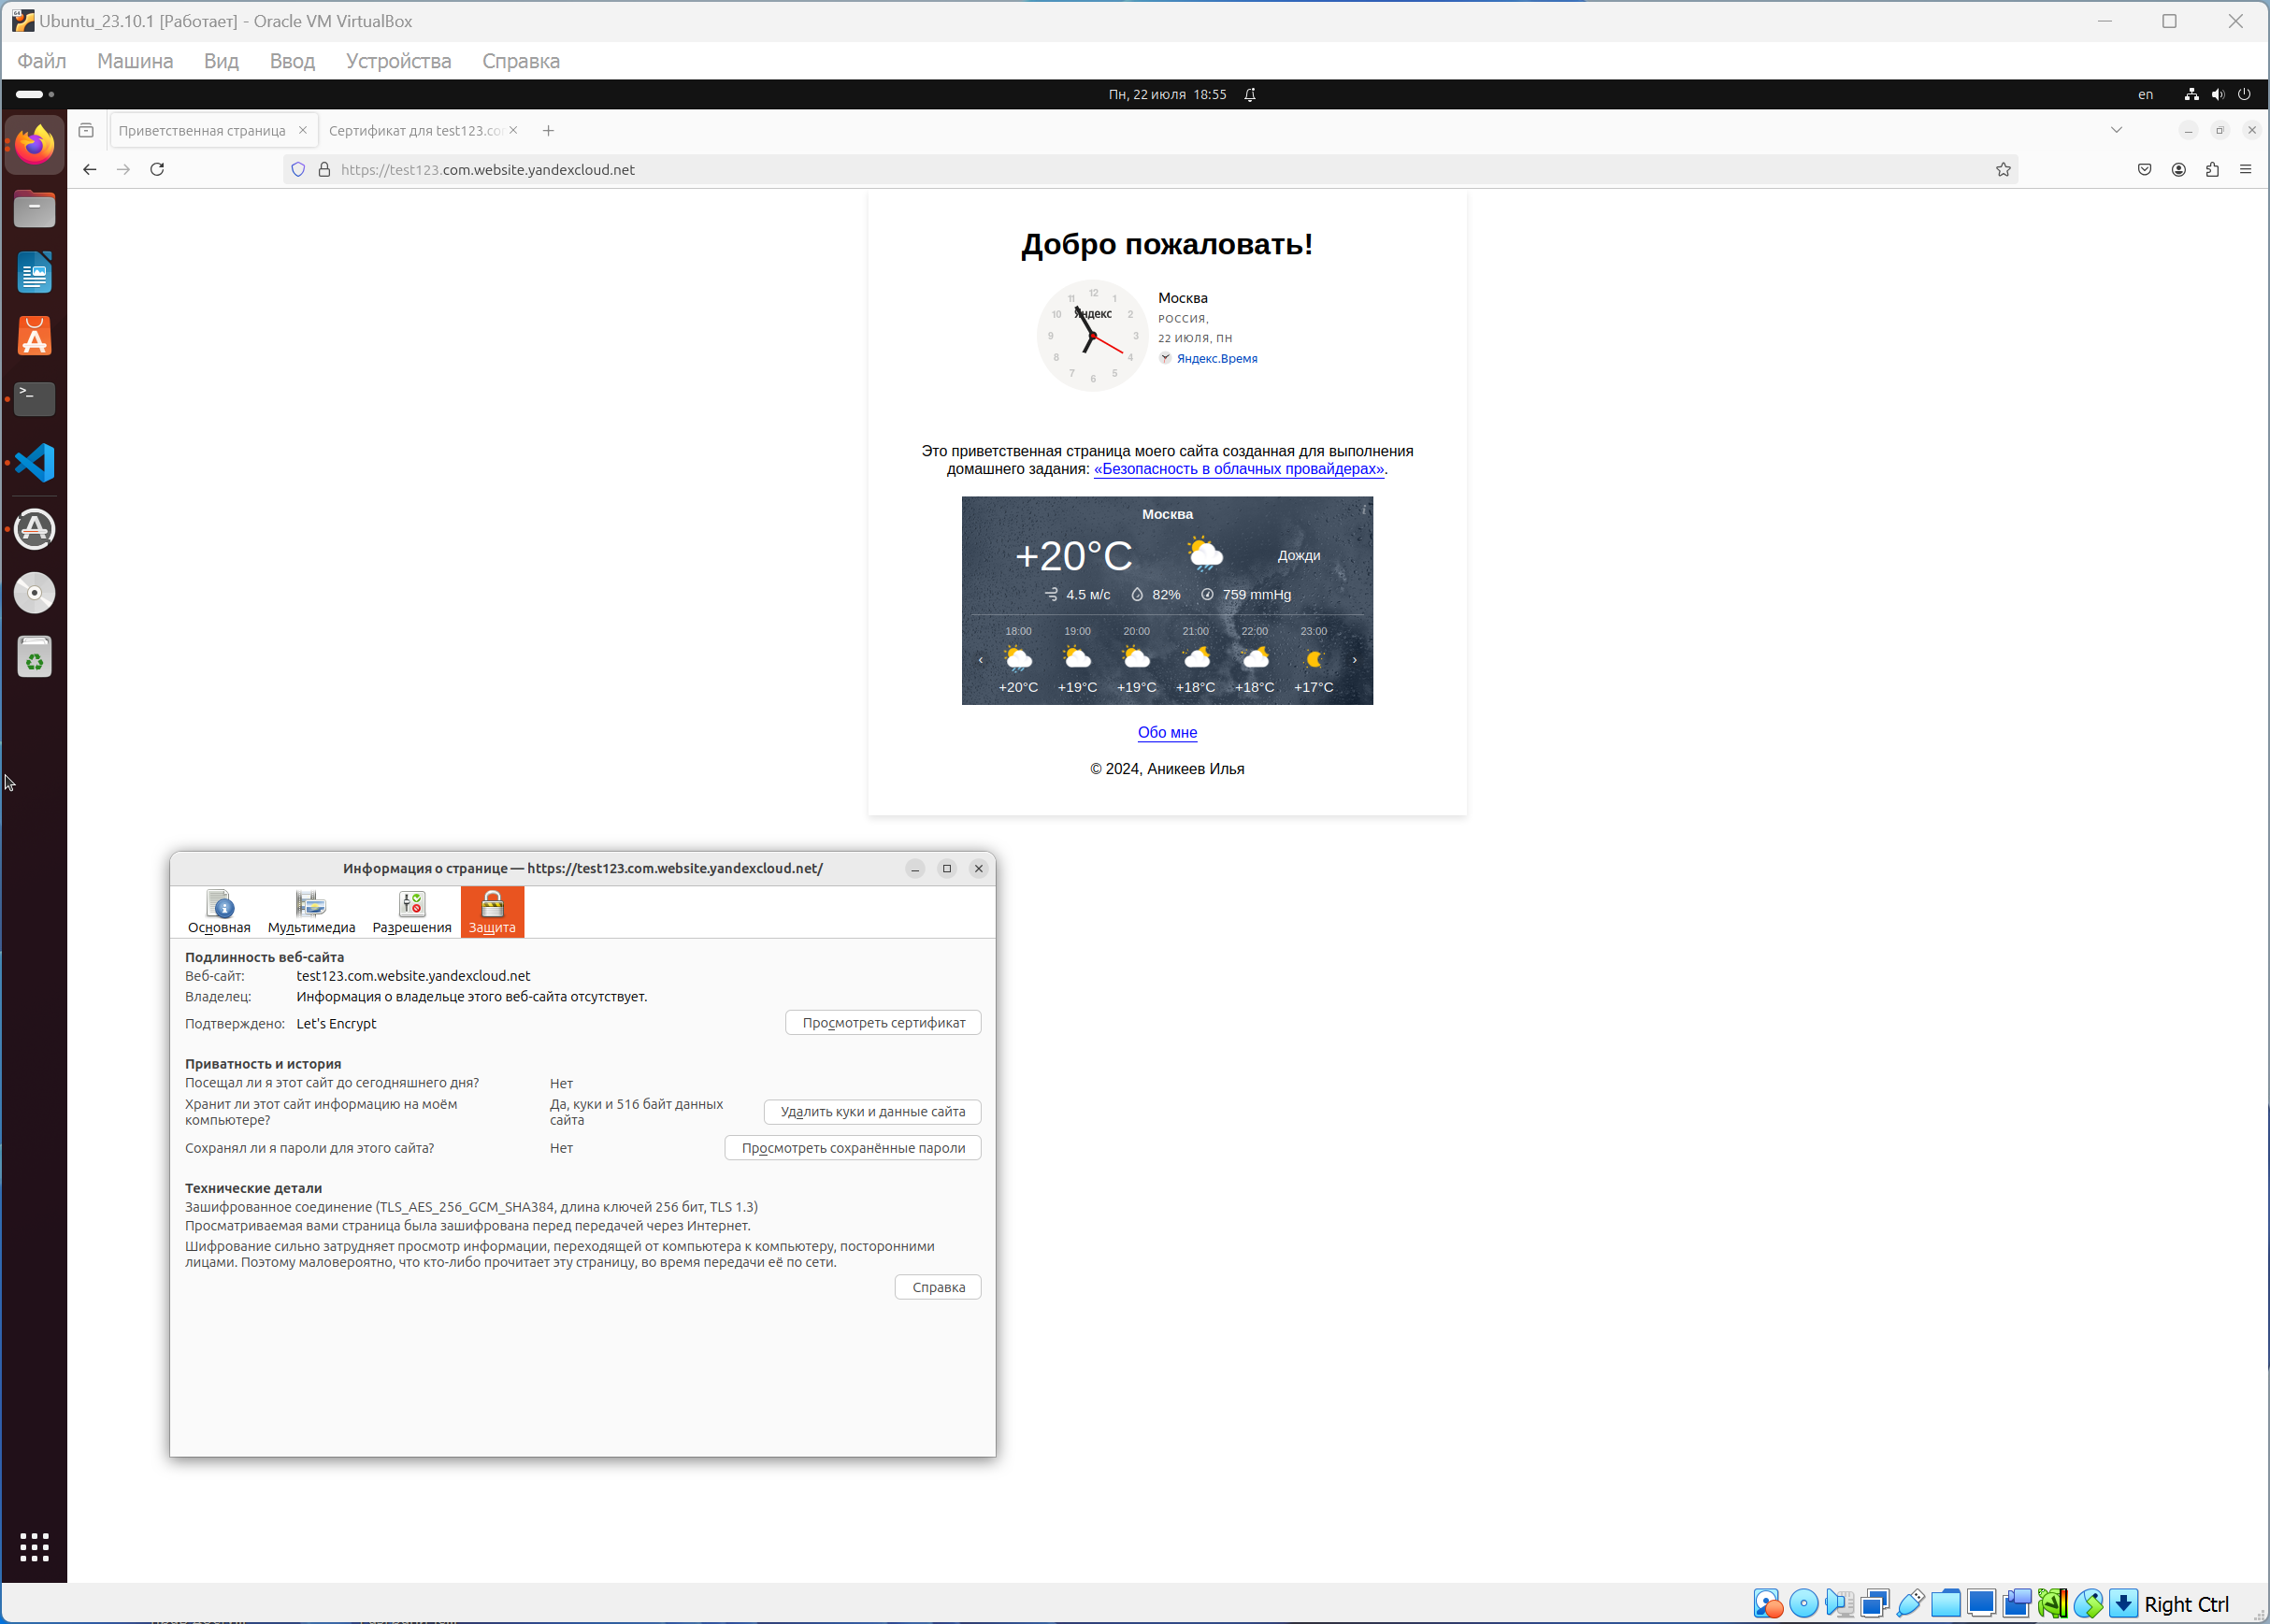 Ubuntu_23.10.1 [Работает] - Oracle VM VirtualBox
Файл Машина Вид Ввод Устройства Справка
Пн, 22 июля 18:55
en
Приветственная страница
Сертификат для test123.co
https://test123.com.website.yandexcloud.net
Добро пожаловать!
12
11 1
10 Яндекс 2
9 3
8 4
7 5
6
Москва
РОССИЯ,
22 ИЮЛЯ, ПН
Яндекс.Время
Это приветственная страница моего сайта созданная для выполнения
домашнего задания: «Безопасность в облачных провайдерах».
Москва
i
+20°C
Дожди
4.5 м/с 82% 759 mmHg
18:00 19:00 20:00 21:00 22:00 23:00
‹ ›
+20°C +19°C +19°C +18°C +18°C +17°C
Обо мне
© 2024, Аникеев Илья
Информация о странице — https://test123.com.website.yandexcloud.net/
Основная Мультимедиа Разрешения Защита
Подлинность веб-сайта
Веб-сайт: test123.com.website.yandexcloud.net
Владелец: Информация о владельце этого веб-сайта отсутствует.
Подтверждено: Let's Encrypt
Просмотреть сертификат
Приватность и история
Посещал ли я этот сайт до сегодняшнего дня? Нет
Хранит ли этот сайт информацию на моём
компьютере?
Да, куки и 516 байт данных
сайта
Удалить куки и данные сайта
Сохранял ли я пароли для этого сайта? Нет
Просмотреть сохранённые пароли
Технические детали
Зашифрованное соединение (TLS_AES_256_GCM_SHA384, длина ключей 256 бит, TLS 1.3)
Просматриваемая вами страница была зашифрована перед передачей через Интернет.
Шифрование сильно затрудняет просмотр информации, переходящей от компьютера к компьютеру, посторонними
лицами. Поэтому маловероятно, что кто-либо прочитает эту страницу, во время передачи её по сети.
Справка
Right Ctrl